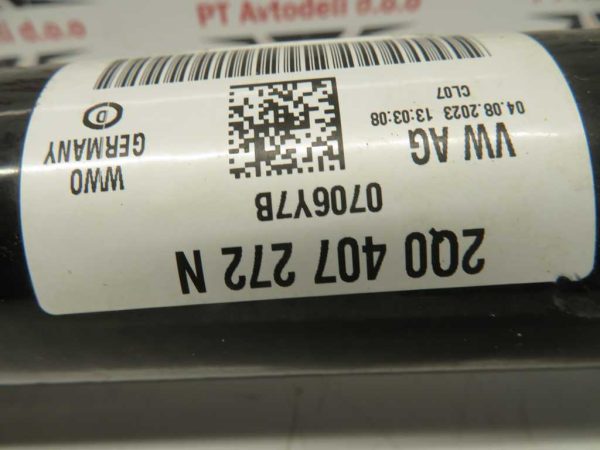 PT Avtodeli d.o.o
d.o.o
2Q0 407 272 N
0706Y7B
VW AG
WWO
GERMANY
D
04.08.2023 13:03:08
CL07